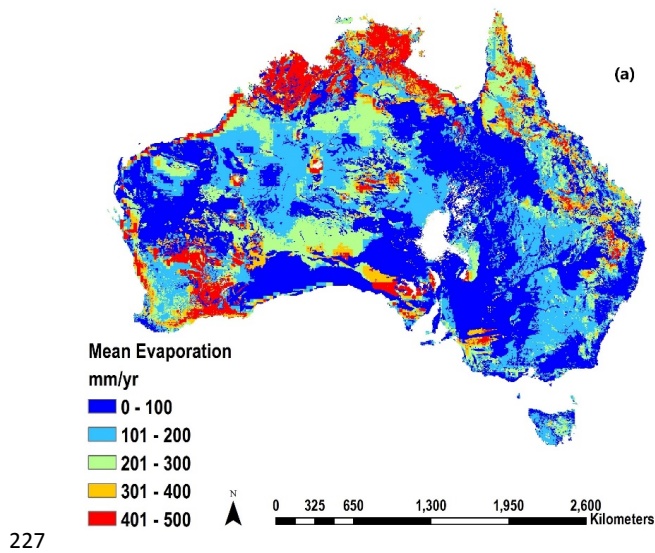 (a)
Mean Evaporation
mm/yr
0 - 100
101 - 200
201 - 300
301 - 400
401 - 500
N
0 325 650 1,300 1,950 2,600
Kilometers
227